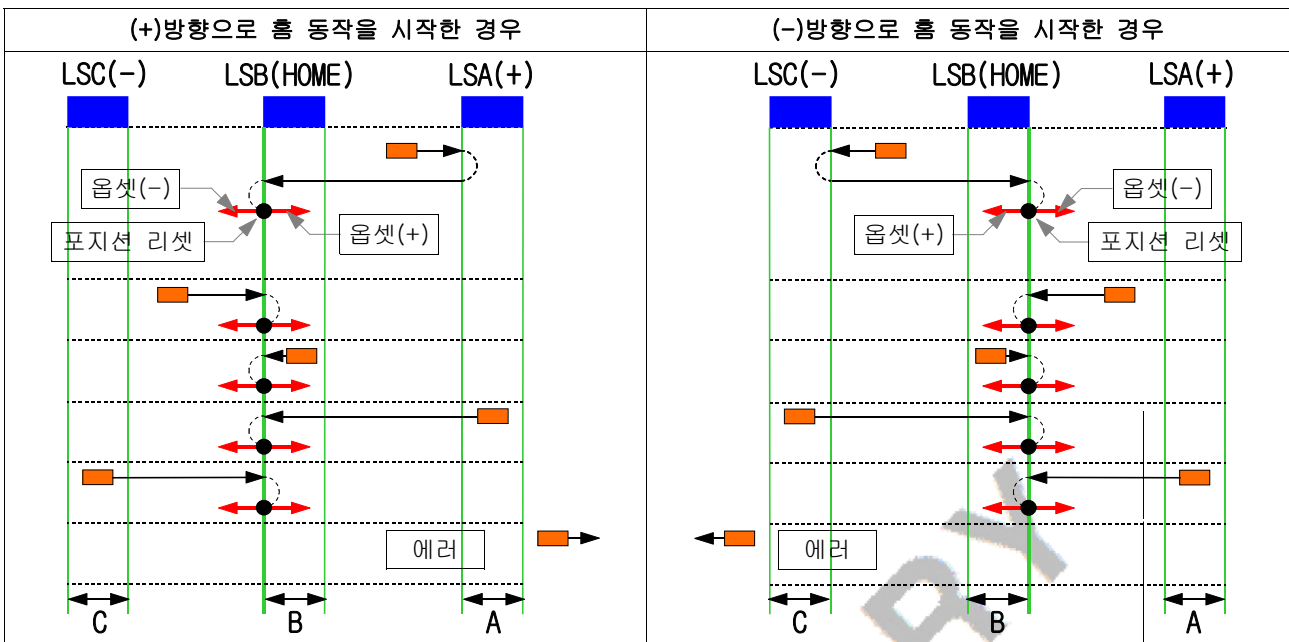 (+)방향으로 홈 동작을 시작한 경우
(-)방향으로 홈 동작을 시작한 경우
LSC(-) LSB(HOME) LSA(+)
LSC(-) LSB(HOME) LSA(+)
옵셋(-)
포지션 리셋
옵셋(+)
옵셋(-)
옵셋(+)
포지션 리셋
에러
에러
C B A
C B A
PY